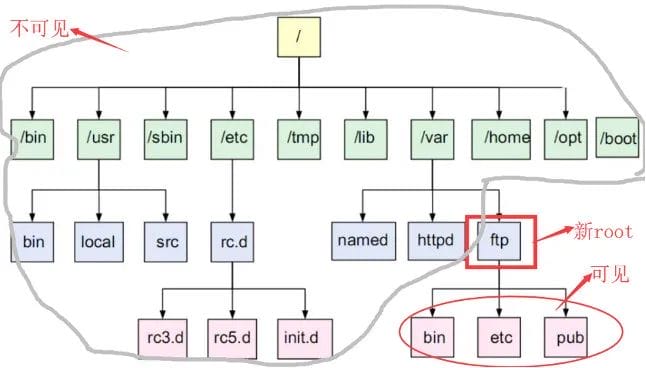 不可见
/
/bin /usr /sbin /etc /tmp /lib /var /home /opt /boot
bin local src rc.d named httpd ftp 新root
可见
rc3.d rc5.d init.d bin etc pub